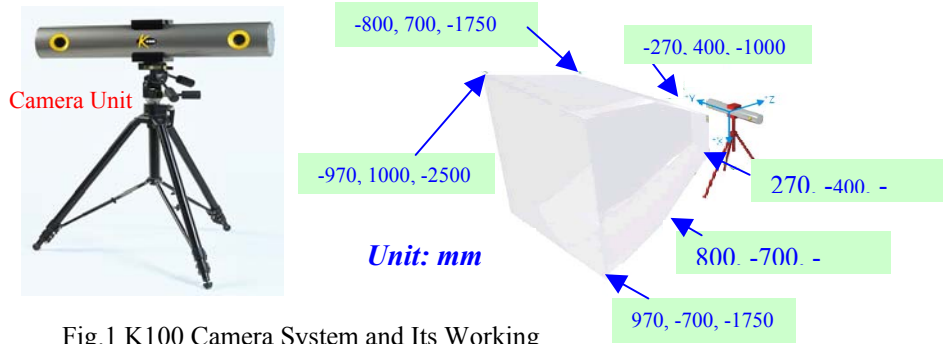 -800, 700, -1750
-270, 400, -1000
K100
Camera Unit
+Y
+Z
+X
-970, 1000, -2500
270, -400, -
Unit: mm
800, -700, -
970, -700, -1750
Fig.1 K100 Camera System and Its Working